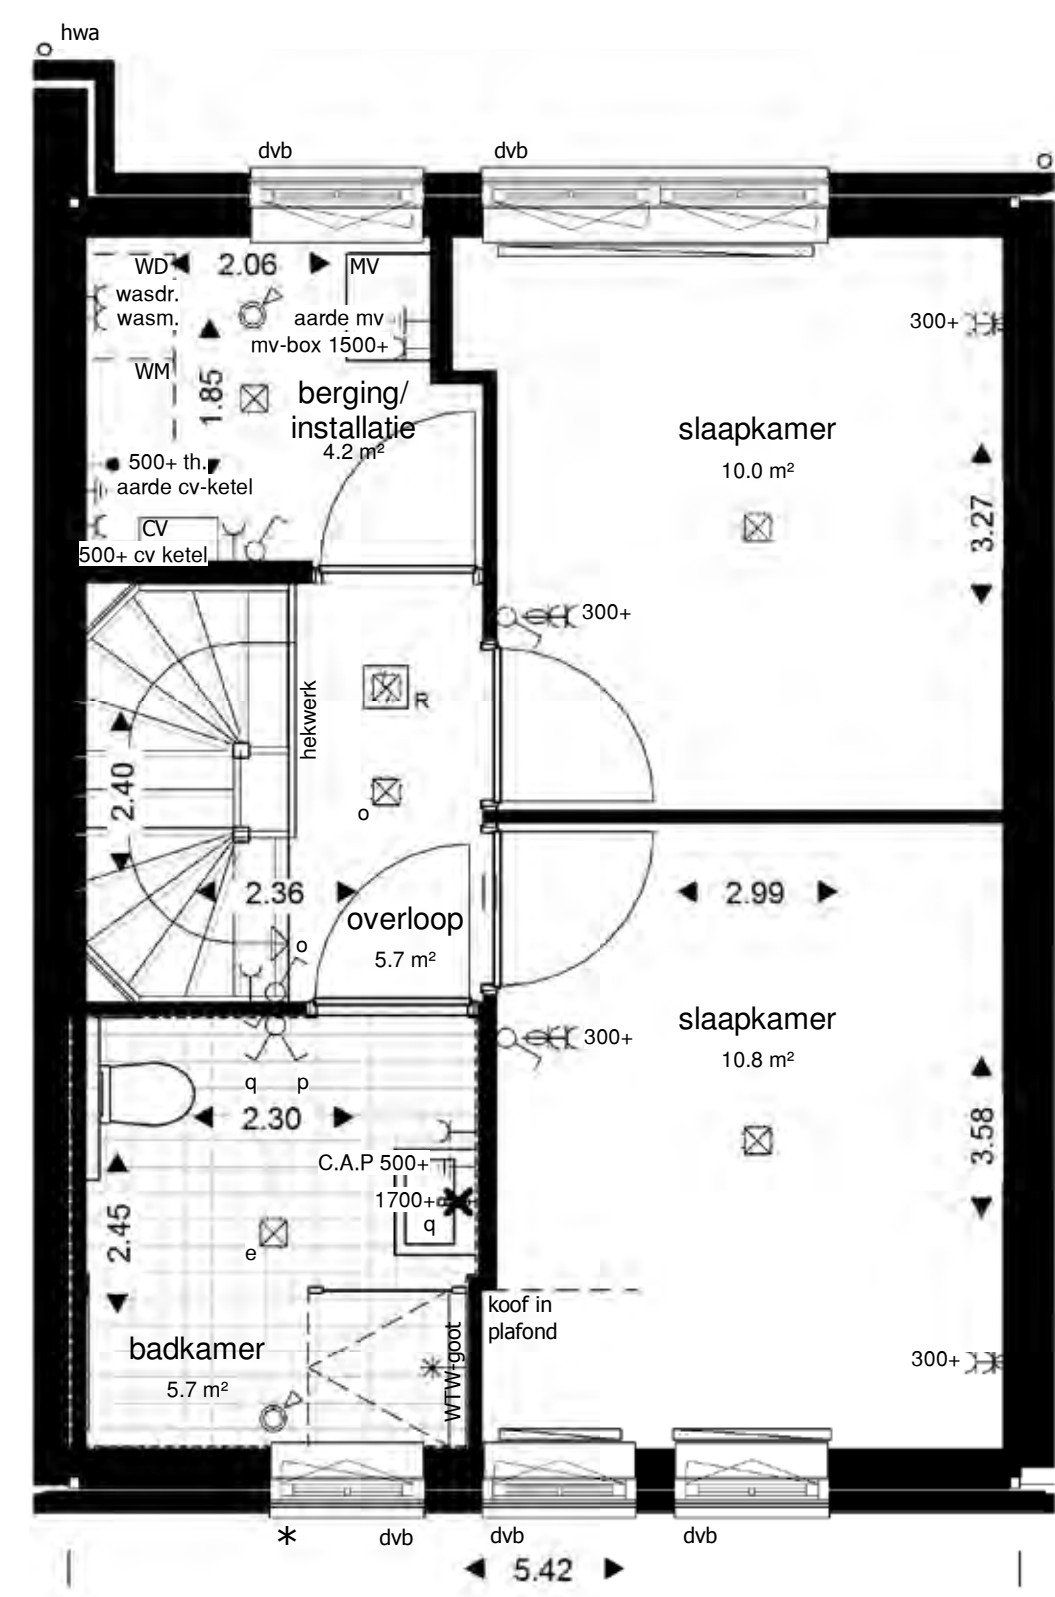 hwa
dvb
dvb
WD
2.06
MV
wasdr.
wasm.
aarde mv
mv-box 1500+
300+
WM
1.85
berging/
installatie
4.2 m²
slaapkamer
10.0 m²
500+ th.
aarde cv-ketel
CV
500+ cv ketel
3.27
300+
R
hekwerk
2.40
o
2.36
2.99
overloop
5.7 m²
o
slaapkamer
10.8 m²
300+
q
p
2.30
3.58
C.A.P 500+
1700+
q
2.45
e
koof in
plafond
badkamer
5.7 m²
WTW-goot
300+
*
dvb
dvb
dvb
5.42